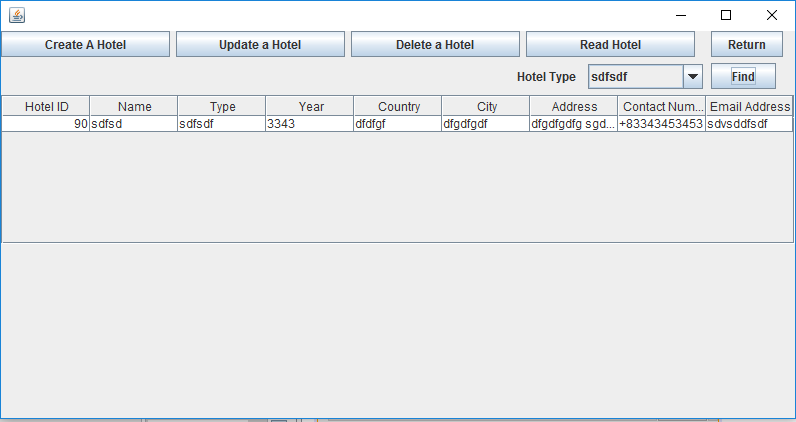 Create A Hotel Update a Hotel Delete a Hotel Read Hotel Return
Hotel Type sdfsdf Find
Hotel ID Name Type Year Country City Address Contact Num... Email Address
90 sdfsd sdfsdf 3343 dfdfgf dfgdfgdf dfgdfgdfg sgd... +83343453453 sdvsddfsdf